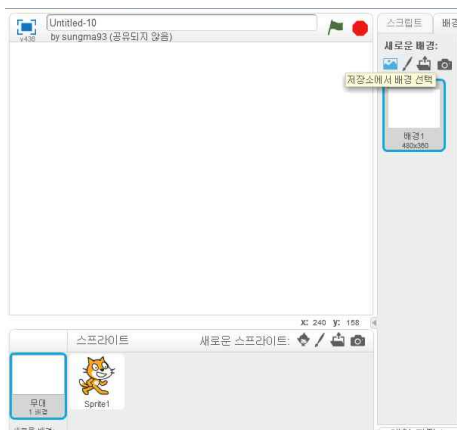 Untitled-10
v436 by sungma93 (공유되지 않음)
스크립트 배경
새로운 배경:
저장소에서 배경 선택
배경1
480x360
X: 240 y: 158
스프라이트 새로운 스프라이트:
무대
1 배경
Sprite1